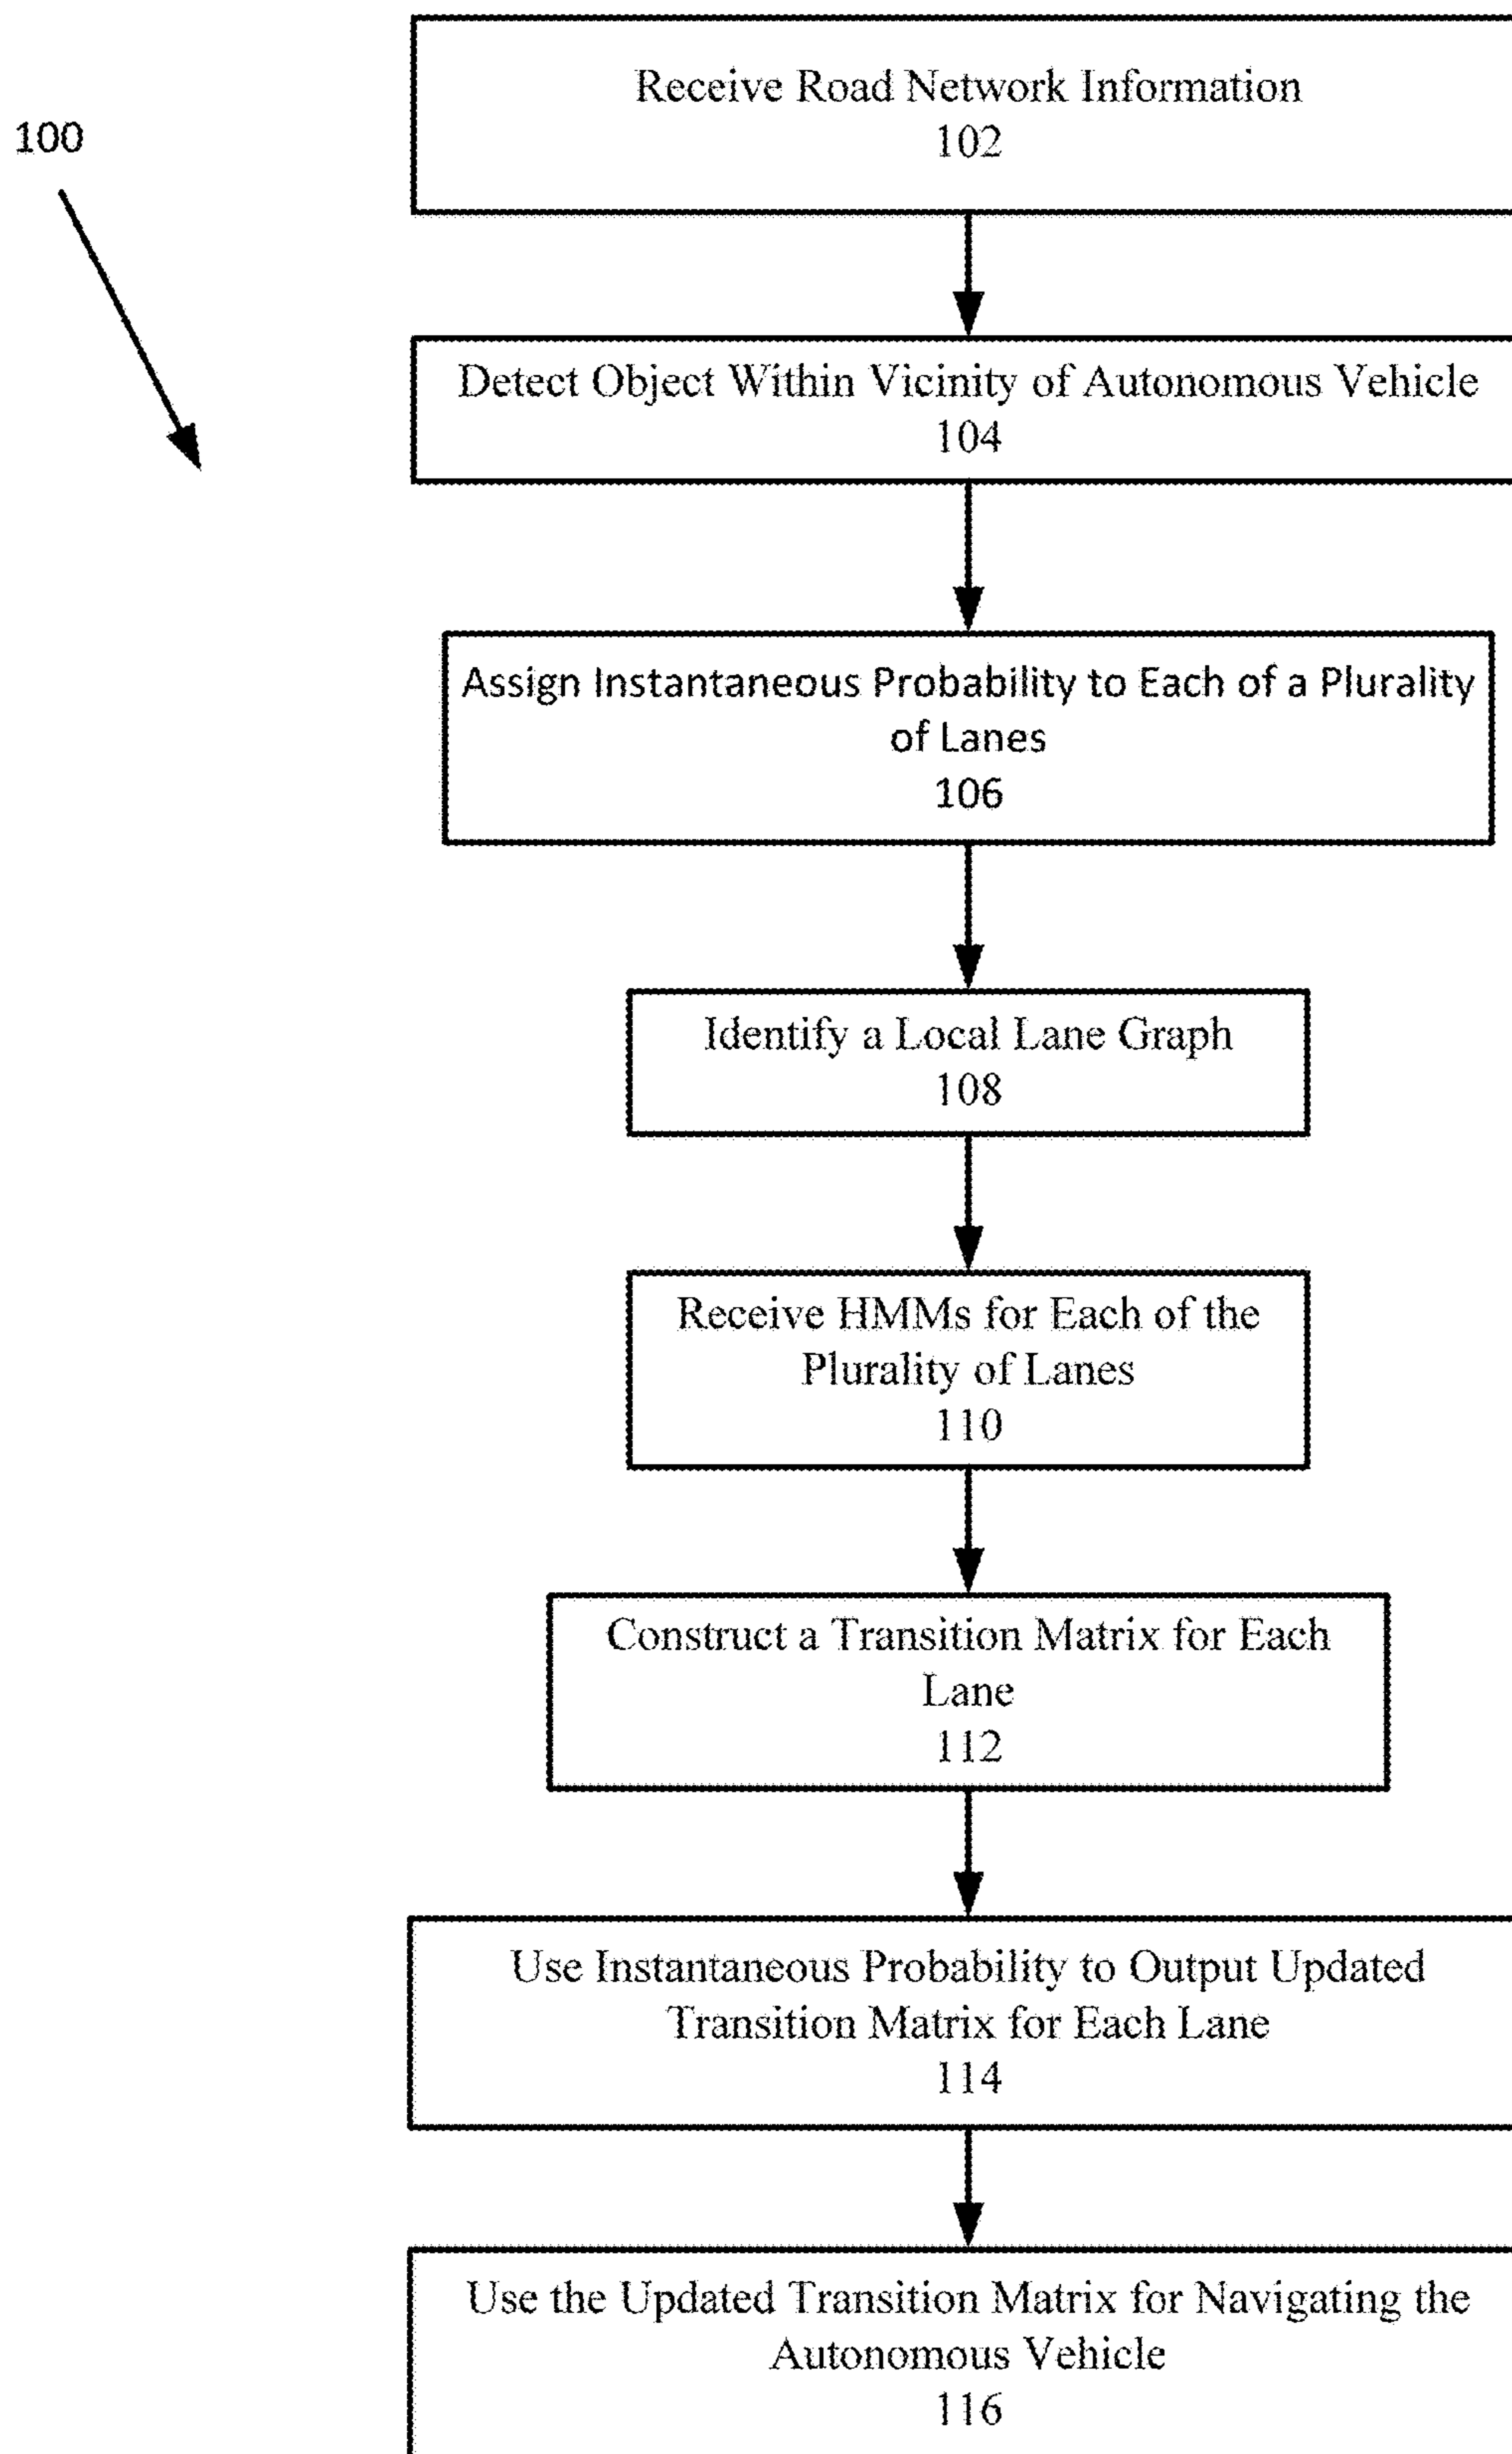 Receive Road Network Information
102
100
Detect Object Within Vicinity of Autonomous Vehicle
104
Assign Instantaneous Probability to Each of a Plurality
of Lanes
106
Identify a Local Lane Graph
108
Receive HMMs for Each of the
Plurality of Lanes
110
Construct a Transition Matrix for Each
Lane
112
Use Instantaneous Probability to Output Updated
Transition Matrix for Each Lane
114
Use the Updated Transition Matrix for Navigating the
Autonomous Vehicle
116